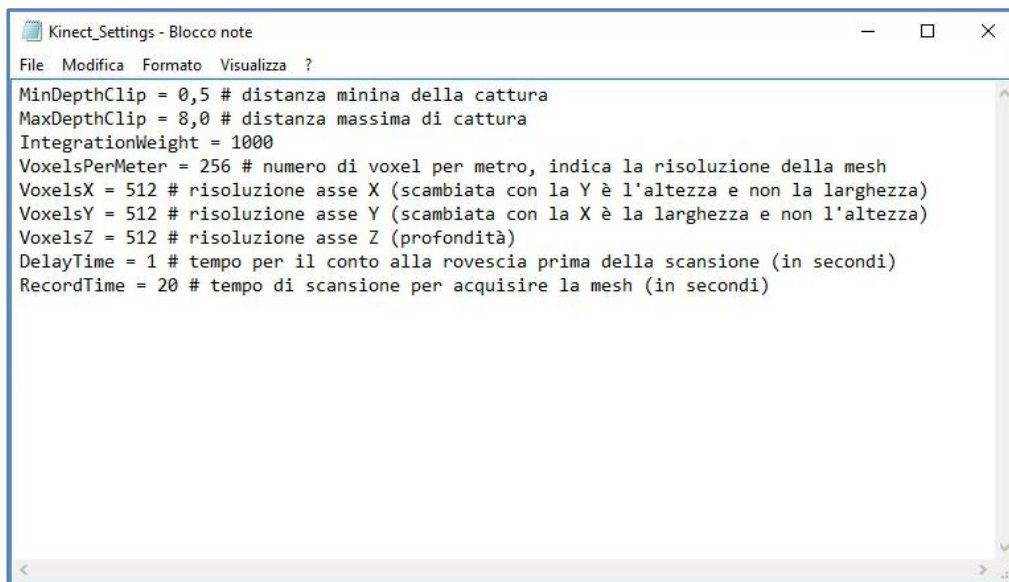 Kinect_Settings - Blocco note
File Modifica Formato Visualizza ?
MinDepthClip = 0,5 # distanza minina della cattura
MaxDepthClip = 8,0 # distanza massima di cattura
IntegrationWeight = 1000
VoxelsPerMeter = 256 # numero di voxel per metro, indica la risoluzione della mesh
VoxelsX = 512 # risoluzione asse X (scambiata con la Y è l'altezza e non la larghezza)
VoxelsY = 512 # risoluzione asse Y (scambiata con la X è la larghezza e non l'altezza)
VoxelsZ = 512 # risoluzione asse Z (profondità)
DelayTime = 1 # tempo per il conto alla rovescia prima della scansione (in secondi)
RecordTime = 20 # tempo di scansione per acquisire la mesh (in secondi)